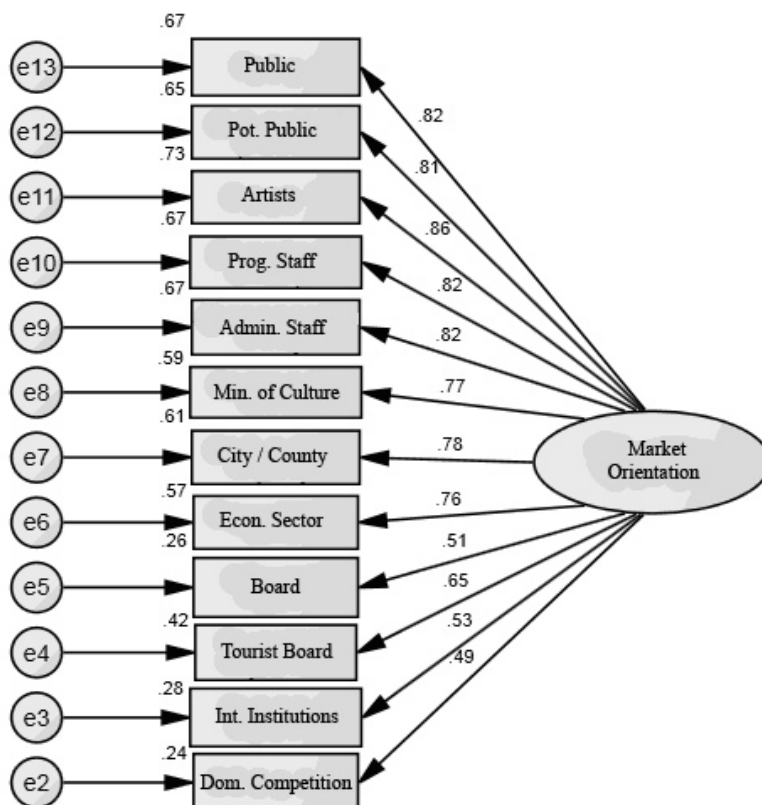 .67
e13
Public
.82
.65
e12
Pot. Public
.81
.73
e11
Artists
.86
.67
e10
Prog. Staff
.82
.67
e9
Admin. Staff
.82
.59
e8
Min. of Culture
.77
.61
e7
City / County
.78
Market
Orientation
.57
e6
Econ. Sector
.76
.26
e5
Board
.51
.42
e4
Tourist Board
.65
.28
e3
Int. Institutions
.53
.24
e2
Dom. Competition
.49